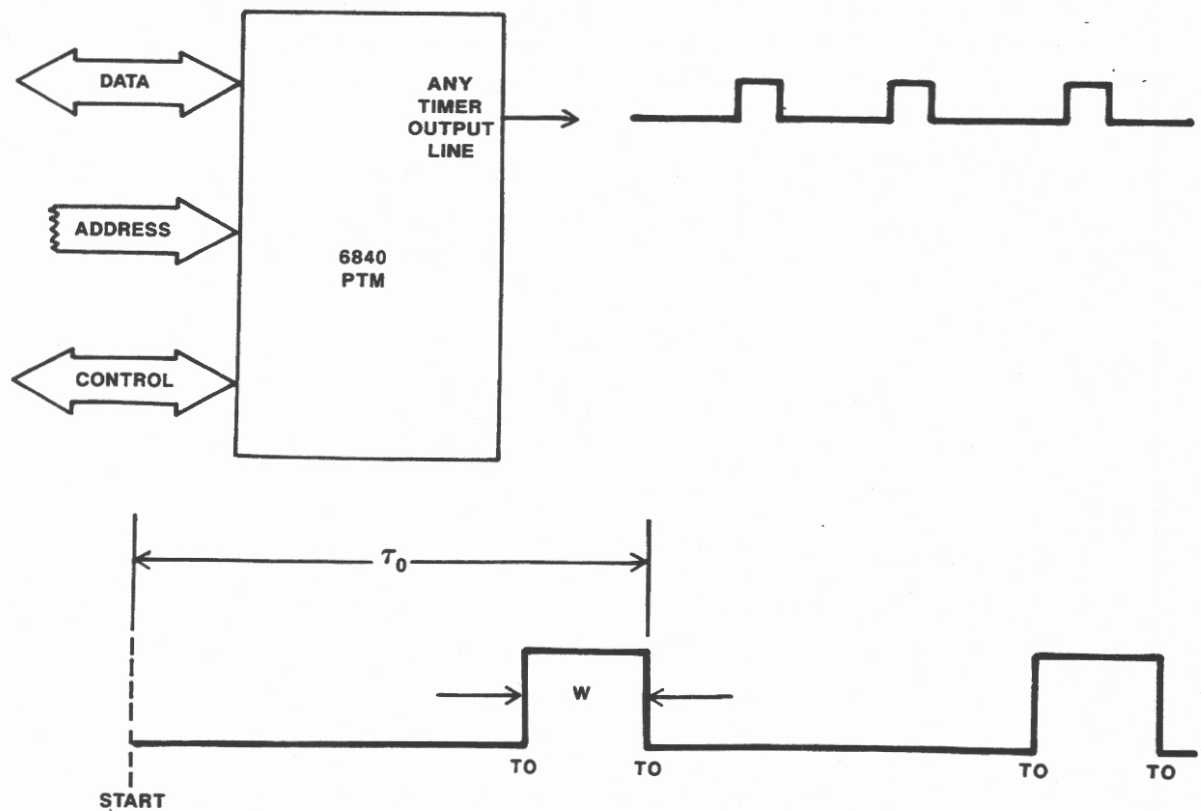 DATA
ANY
TIMER
OUTPUT
LINE
ADDRESS
6840
PTM
CONTROL
τ0
W
TO
TO
TO
TO
START